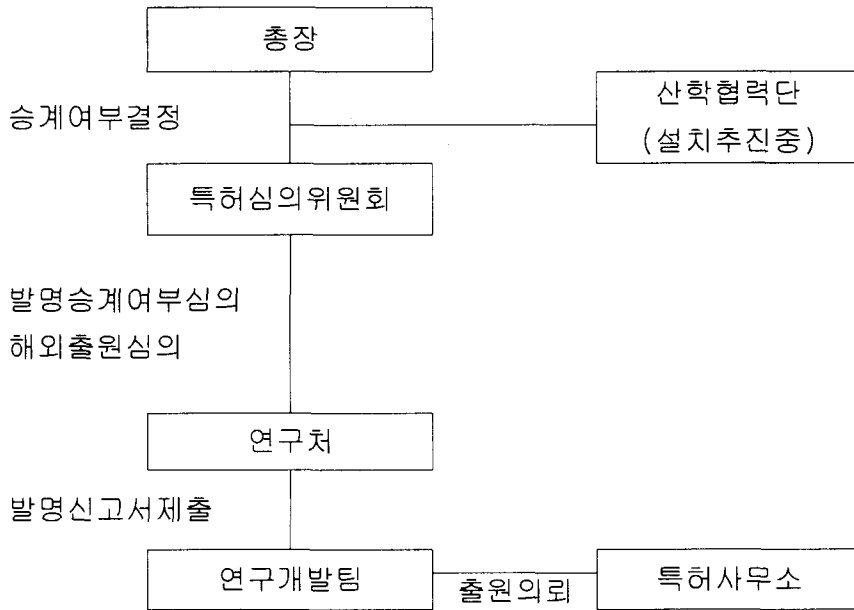 총장
승계여부결정
산학협력단
(설치추진중)
특허심의위원회
발명승계여부심의
해외출원심의
연구처
발명신고서제출
연구개발팀
출원의뢰
특허사무소